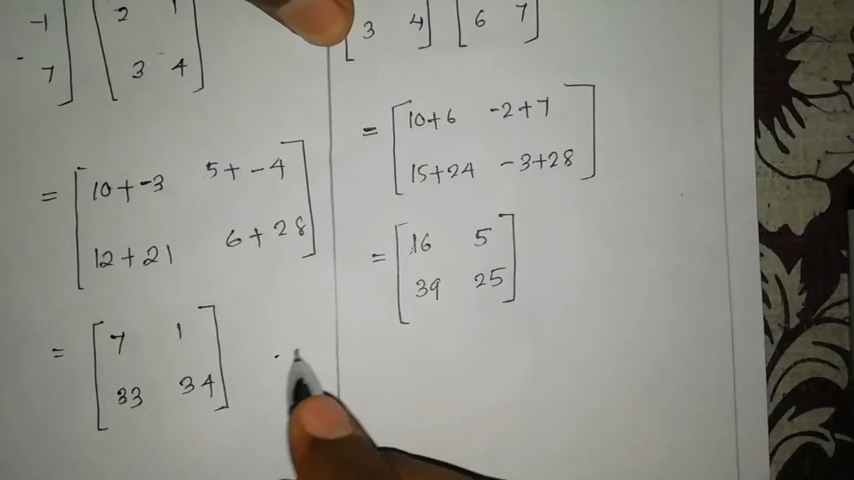 -1 2 1
7 3 4
= 10+-3 5+-4
12+21 6+28
= 7 1
33 34
3 4 6 7
= 10+6 -2+7
15+24 -3+28
= 16 5
39 25